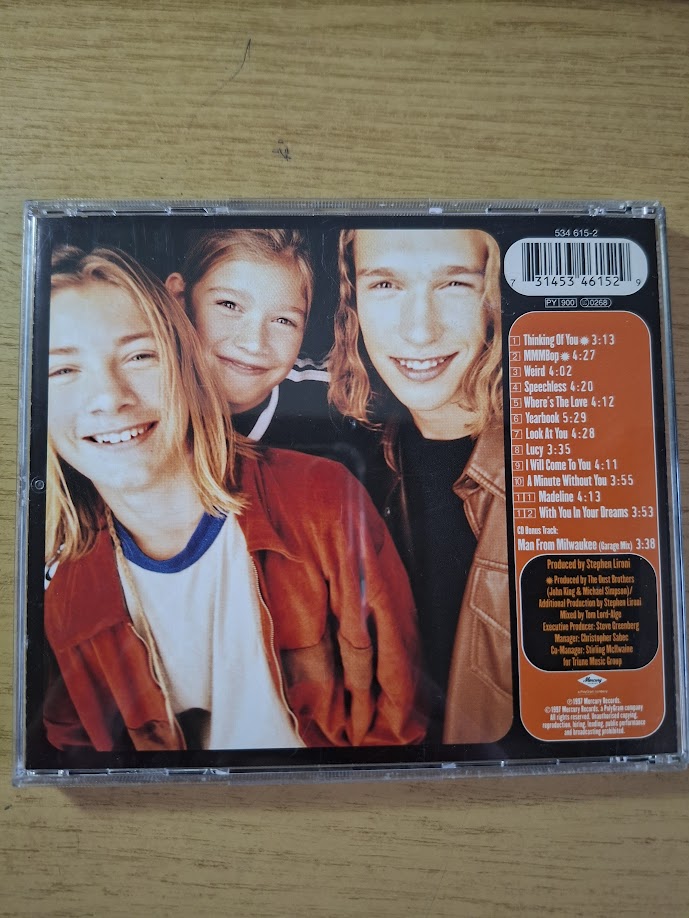 534 615-2
7 31453 46152 9
PY 900 0268
1 Thinking Of You ✹ 3:13
2 MMMBop ✹ 4:27
3 Weird 4:02
4 Speechless 4:20
5 Where's The Love 4:12
6 Yearbook 5:29
7 Look At You 4:28
8 Lucy 3:35
9 I Will Come To You 4:11
10 A Minute Without You 3:55
11 Madeline 4:13
12 With You In Your Dreams 3:53
CD Bonus Track:
Man From Milwaukee (Garage Mix) 3:38
Produced by Stephen Lironi
✹ Produced by The Dust Brothers
(John King & Michael Simpson)/
Additional Production by Stephen Lironi
Mixed by Tom Lord-Alge
Executive Producer: Steve Greenberg
Manager: Christopher Sabec
Co-Manager: Stirling McIlwaine
for Triune Music Group
Mercury
℗ 1997 Mercury Records.
© 1997 Mercury Records, a PolyGram company
All rights reserved. Unauthorised copying,
reproduction, hiring, lending, public performance
and broadcasting prohibited.